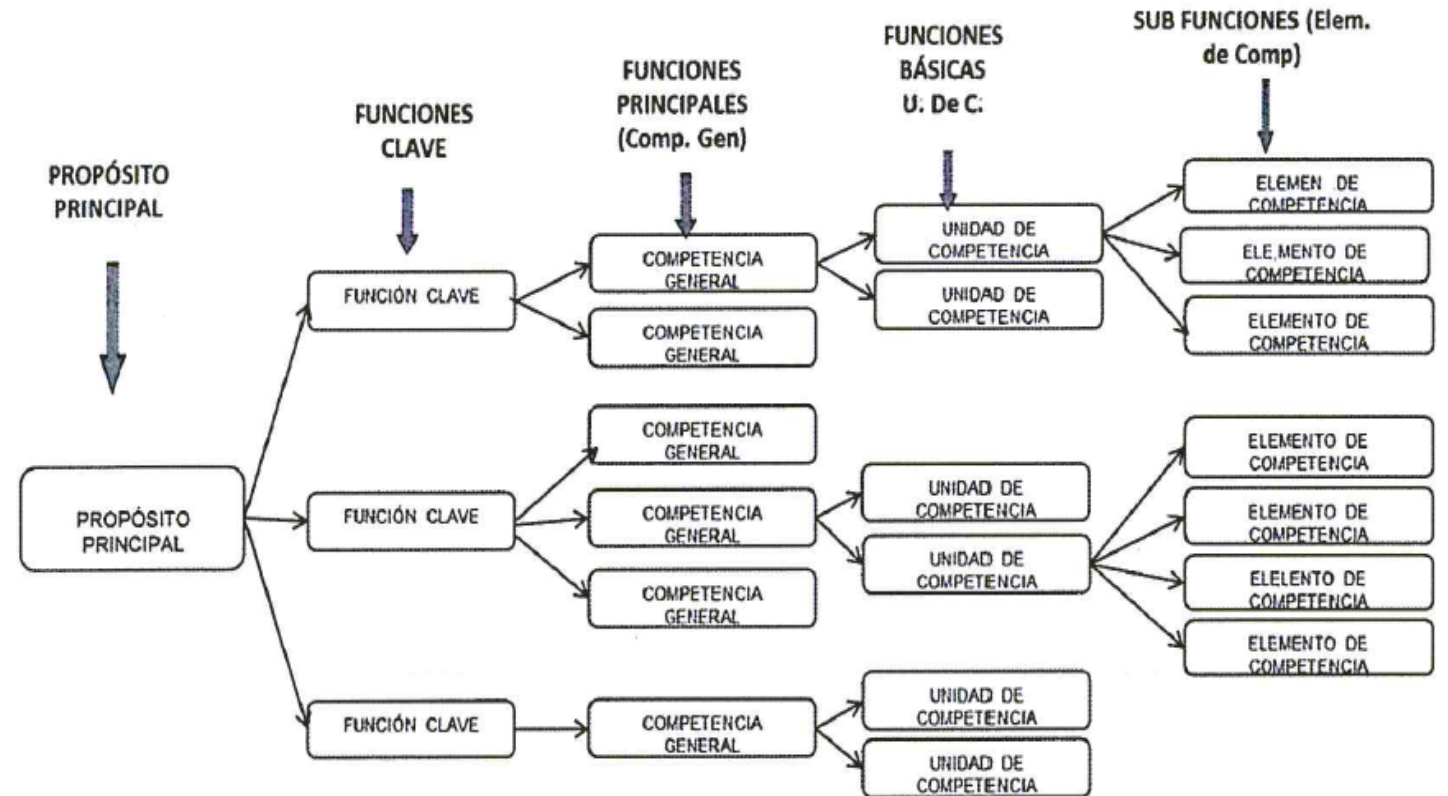 PROPÓSITO
PRINCIPAL
FUNCIONES
CLAVE
FUNCIONES
PRINCIPALES
(Comp. Gen)
FUNCIONES
BÁSICAS
U. De C.
SUB FUNCIONES (Elem.
de Comp)
PROPÓSITO
PRINCIPAL
FUNCIÓN CLAVE
COMPETENCIA
GENERAL
COMPETENCIA
GENERAL
UNIDAD DE
COMPETENCIA
UNIDAD DE
COMPETENCIA
ELEMEN DE
COMPETENCIA
ELE,MENTO DE
COMPETENCIA
ELEMENTO DE
COMPETENCIA
FUNCIÓN CLAVE
COMPETENCIA
GENERAL
COMPETENCIA
GENERAL
COMPETENCIA
GENERAL
UNIDAD DE
COMPETENCIA
UNIDAD DE
COMPETENCIA
ELEMENTO DE
COMPETENCIA
ELEMENTO DE
COMPETENCIA
ELELENTO DE
COMPETENCIA
ELEMENTO DE
COMPETENCIA
FUNCIÓN CLAVE
COMPETENCIA
GENERAL
UNIDAD DE
COMPETENCIA
UNIDAD DE
COMPETENCIA